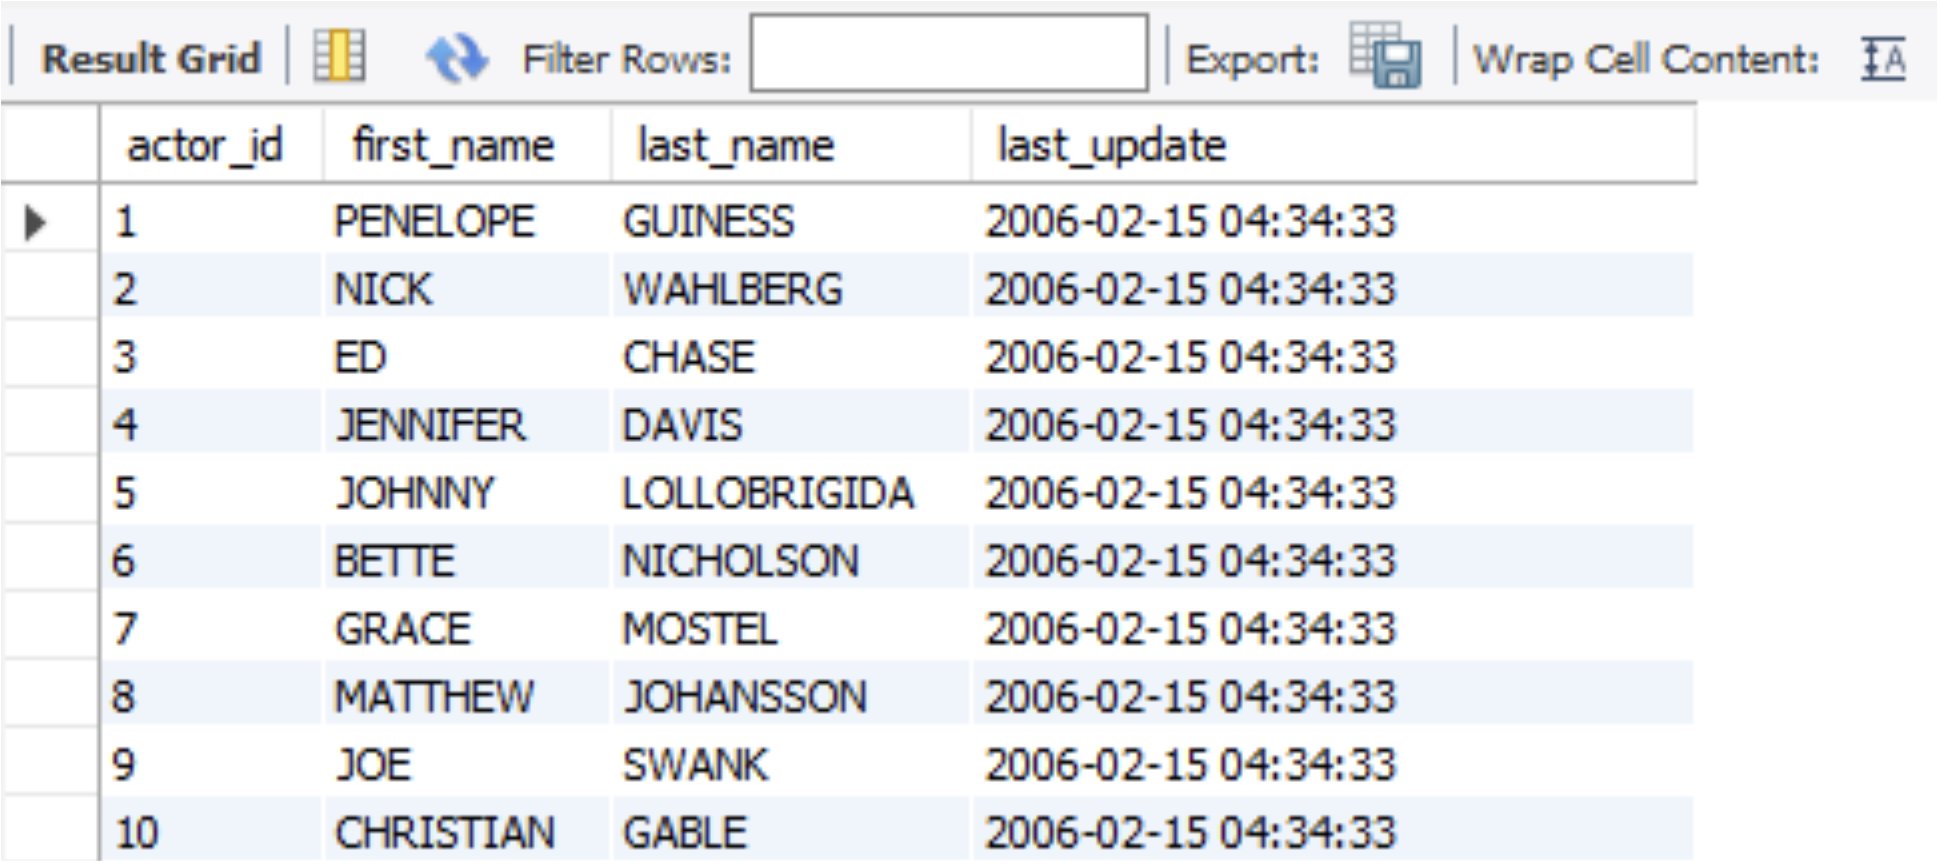 Result Grid Filter Rows: Export: Wrap Cell Content: A
actor_id first_name last_name last_update
1 PENELOPE GUINESS 2006-02-15 04:34:33
2 NICK WAHLBERG 2006-02-15 04:34:33
3 ED CHASE 2006-02-15 04:34:33
4 JENNIFER DAVIS 2006-02-15 04:34:33
5 JOHNNY LOLLOBRIGIDA 2006-02-15 04:34:33
6 BETTE NICHOLSON 2006-02-15 04:34:33
7 GRACE MOSTEL 2006-02-15 04:34:33
8 MATTHEW JOHANSSON 2006-02-15 04:34:33
9 JOE SWANK 2006-02-15 04:34:33
10 CHRISTIAN GABLE 2006-02-15 04:34:33